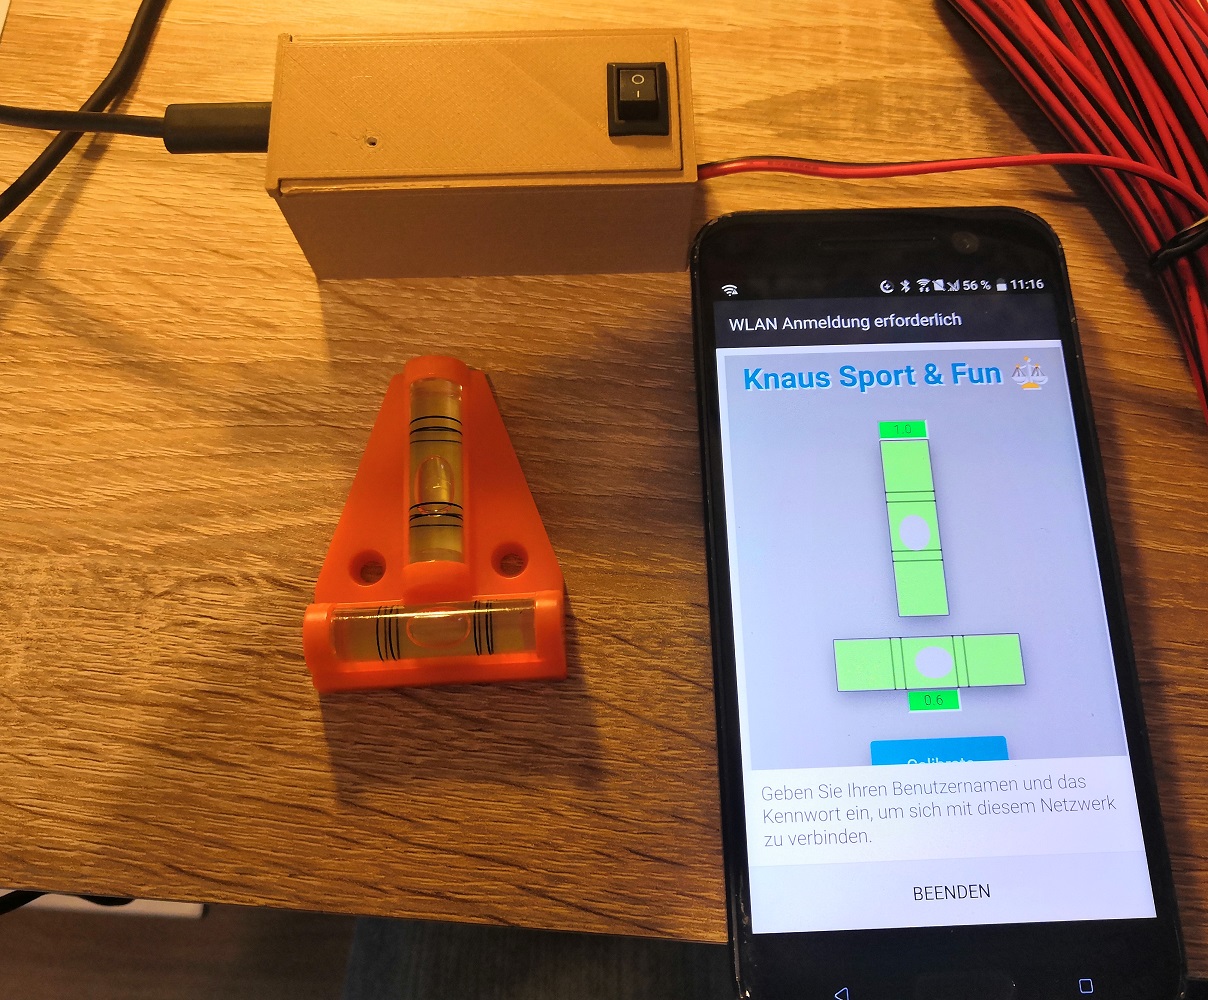 56 % 11:16
WLAN Anmeldung erforderlich
Knaus Sport & Fun
1.0
0.6
Calibrate
Geben Sie Ihren Benutzernamen und das
Kennwort ein, um sich mit diesem Netzwerk
zu verbinden.
BEENDEN